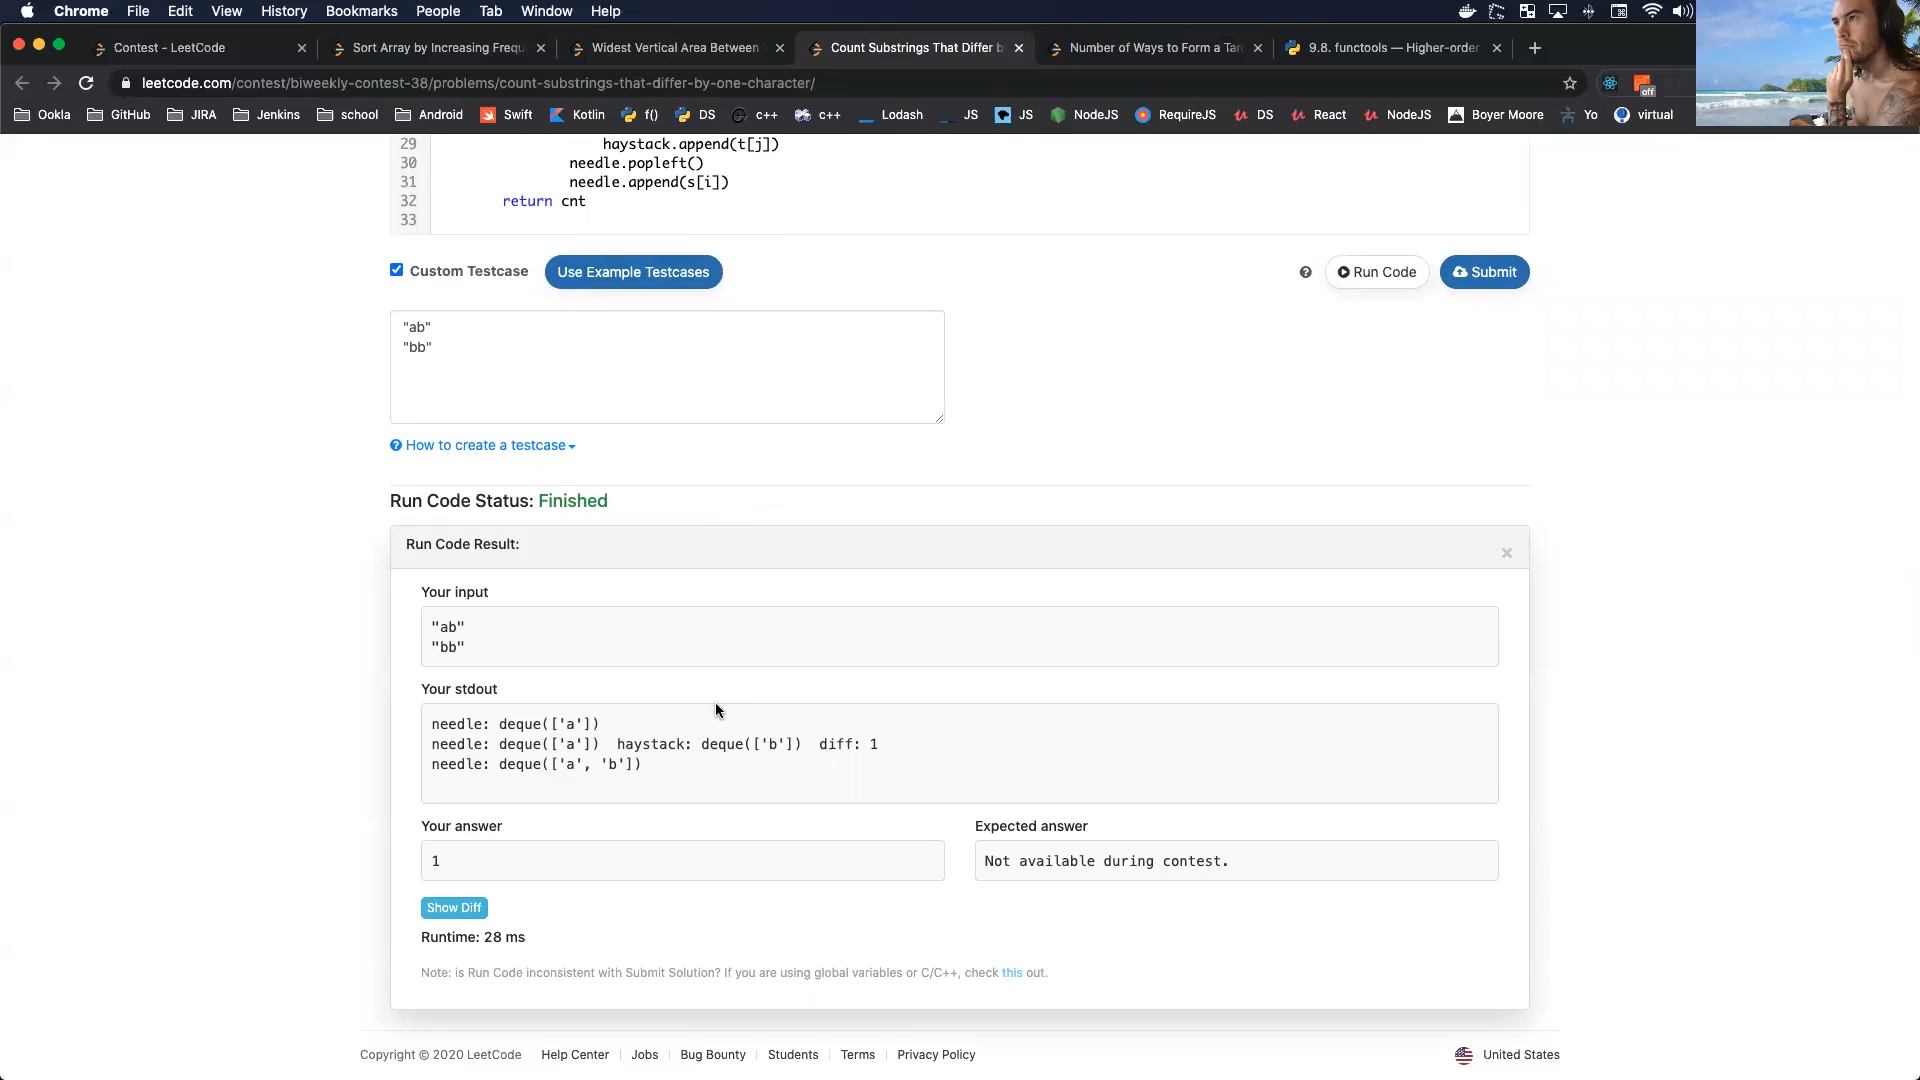 Chrome File Edit View History Bookmarks People Tab Window Help
Contest - LeetCode
Sort Array by Increasing Frequ
Widest Vertical Area Between
Count Substrings That Differ b
Number of Ways to Form a Tar
9.8. functools — Higher-order
leetcode.com/contest/biweekly-contest-38/problems/count-substrings-that-differ-by-one-character/
off
Ookla GitHub JIRA Jenkins school Android Swift Kotlin f() DS c++ c++ Lodash JS JS NodeJS RequireJS DS React NodeJS Boyer Moore Yo virtual
29 haystack.append(t[j])
30 needle.popleft()
31 needle.append(s[i])
32 return cnt
33
Custom Testcase Use Example Testcases Run Code Submit
"ab"
"bb"
How to create a testcase
Run Code Status: Finished
Run Code Result:
Your input
"ab"
"bb"
Your stdout
needle: deque(['a'])
needle: deque(['a']) haystack: deque(['b']) diff: 1
needle: deque(['a', 'b'])
Your answer
1
Expected answer
Not available during contest.
Show Diff
Runtime: 28 ms
Note: is Run Code inconsistent with Submit Solution? If you are using global variables or C/C++, check this out.
Copyright © 2020 LeetCode Help Center Jobs Bug Bounty Students Terms Privacy Policy United States